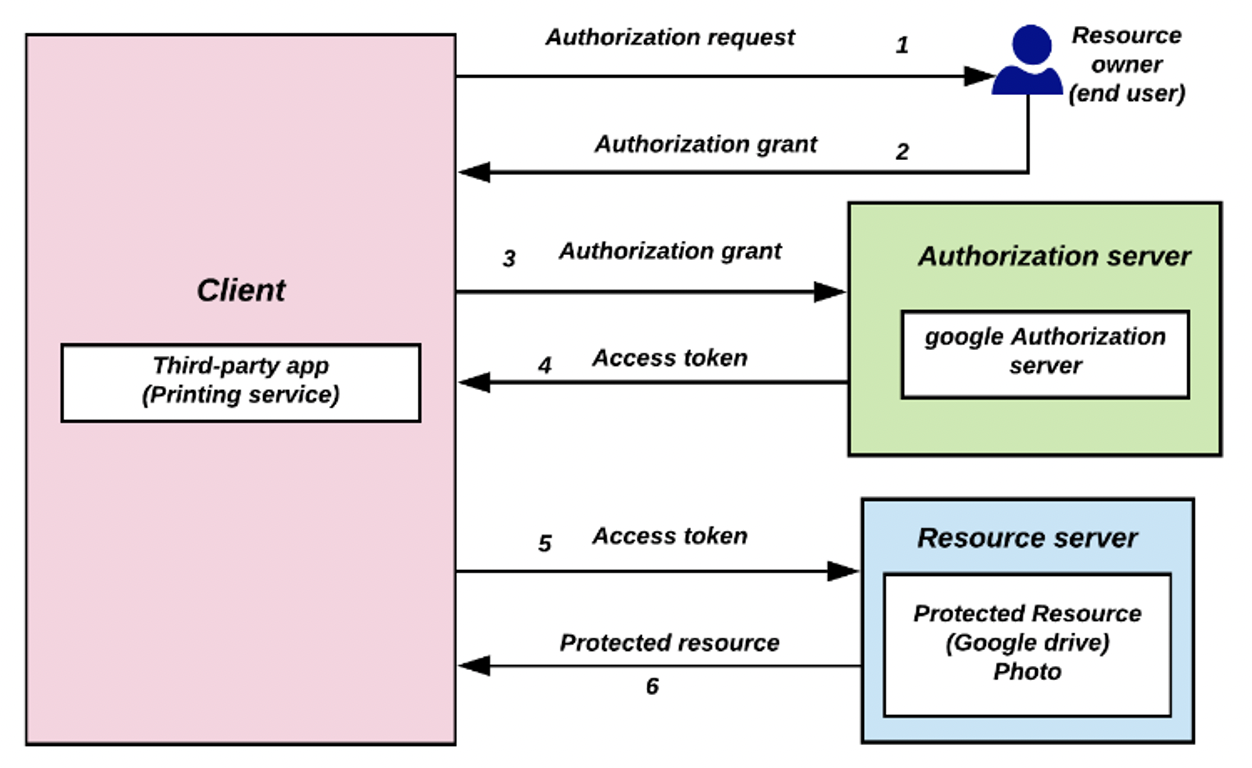 Authorization request
1
Resource
owner
(end user)
Authorization grant
2
3
Authorization grant
Authorization server
google Authorization
server
Client
Third-party app
(Printing service)
4
Access token
5
Access token
Resource server
Protected Resource
(Google drive)
Photo
Protected resource
6